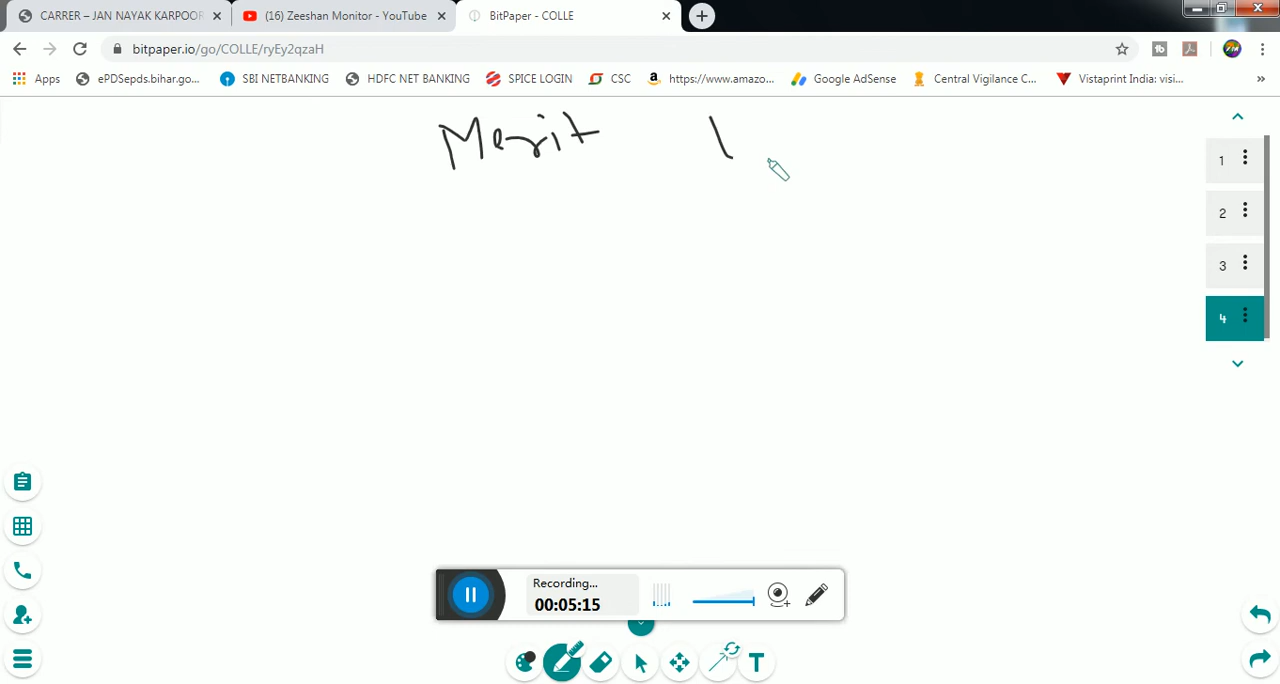 CARRER – JAN NAYAK KARPOOR (16) Zeeshan Monitor - YouTube BitPaper - COLLE
bitpaper.io/go/COLLE/ryEy2qzaH
Apps ePDSepds.bihar.go... SBI NETBANKING HDFC NET BANKING SPICE LOGIN CSC https://www.amazo... Google AdSense Central Vigilance C... Vistaprint India: visi... »
Merit
1
2
3
4
Recording...
00:05:15
T